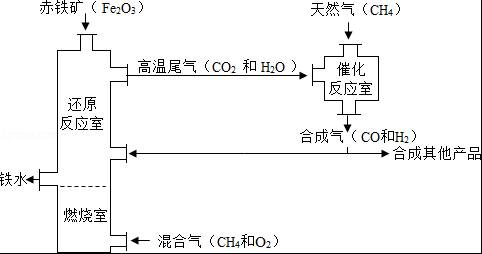 赤铁矿（Fe₂O₃）
天然气（CH₄）
高温尾气（CO₂ 和 H₂O ）
催化
反应室
还原
反应室
合成气（CO和H₂）
合成其他产品
铁水
燃烧室
混合气（CH₄和O₂）